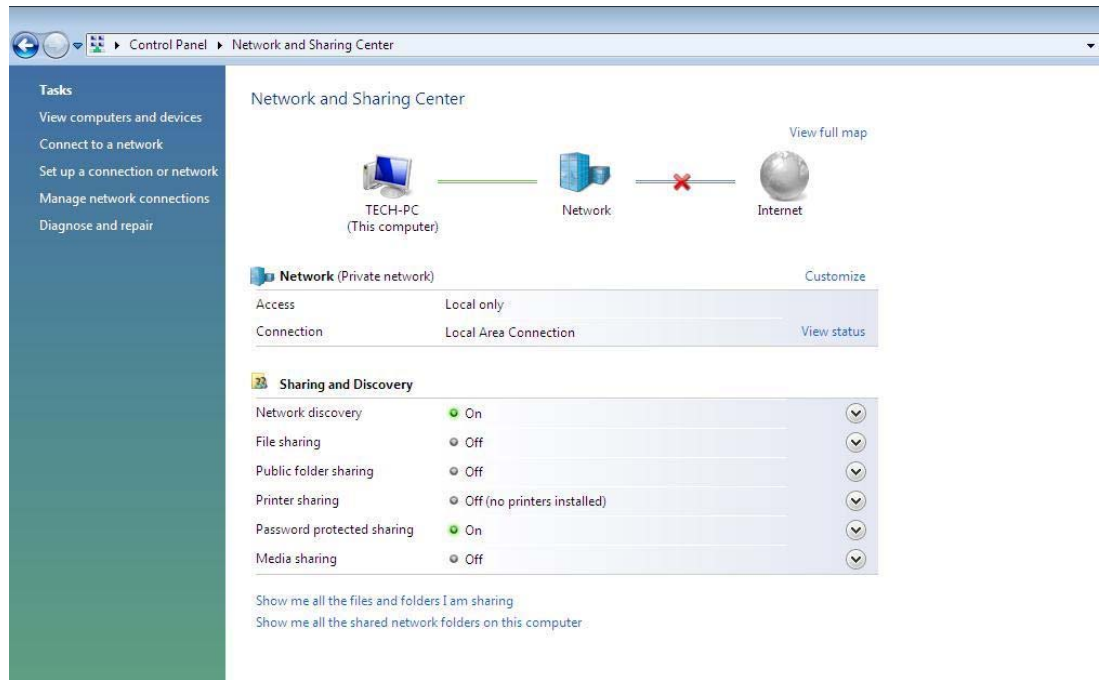 Control Panel Network and Sharing Center
Tasks
View computers and devices
Connect to a network
Set up a connection or network
Manage network connections
Diagnose and repair
Network and Sharing Center
View full map
TECH-PC
(This computer)
Network
Internet
Network (Private network) Customize
Access Local only
Connection Local Area Connection View status
Sharing and Discovery
Network discovery On
File sharing Off
Public folder sharing Off
Printer sharing Off (no printers installed)
Password protected sharing On
Media sharing Off
Show me all the files and folders I am sharing
Show me all the shared network folders on this computer